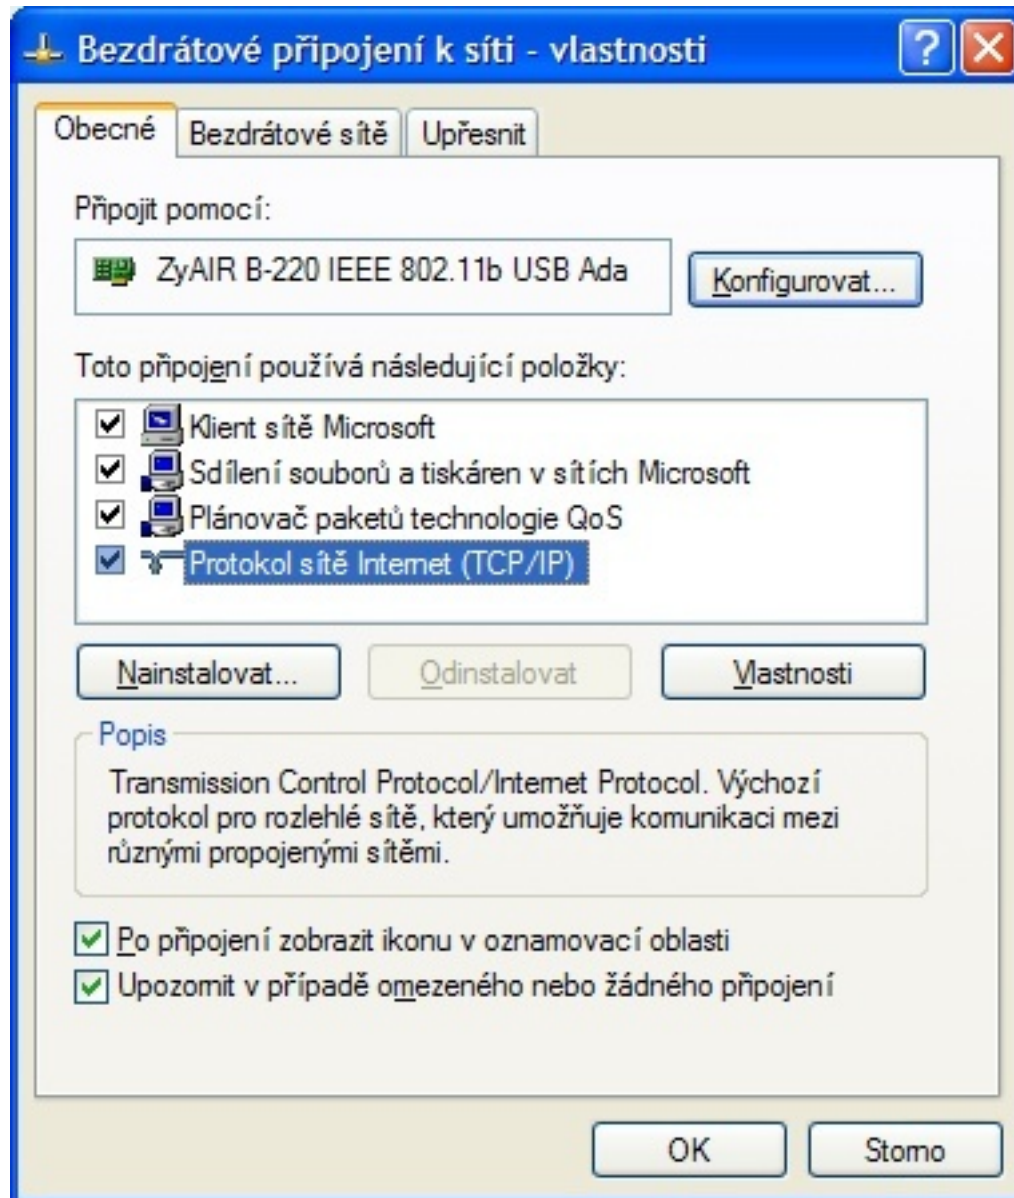 Bezdrátové připojení k síti - vlastnosti
Obecné Bezdrátové sítě Upřesnit
Připojit pomocí:
ZyAIR B-220 IEEE 802.11b USB Ada
Konfigurovat...
Toto připojení používá následující položky:
Klient sítě Microsoft
Sdílení souborů a tiskáren v sítích Microsoft
Plánovač paketů technologie QoS
Protokol sítě Internet (TCP/IP)
Nainstalovat... Odinstalovat Vlastnosti
Popis
Transmission Control Protocol/Internet Protocol. Výchozí
protokol pro rozlehlé sítě, který umožňuje komunikaci mezi
různými propojenými sítěmi.
Po připojení zobrazit ikonu v oznamovací oblasti
Upozornit v případě omezeného nebo žádného připojení
OK Storno